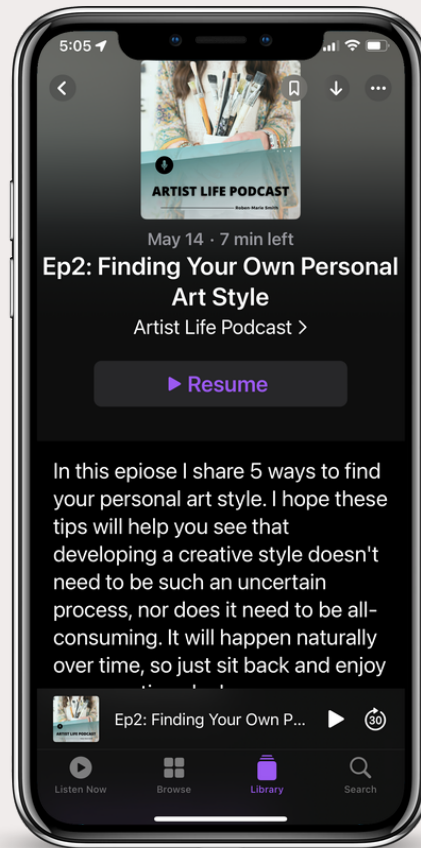 5:05
ARTIST LIFE PODCAST
Roben Marie Smith
May 14 · 7 min left
Ep2: Finding Your Own Personal
Art Style
Artist Life Podcast >
Resume
In this epiose I share 5 ways to find
your personal art style. I hope these
tips will help you see that
developing a creative style doesn't
need to be such an uncertain
process, nor does it need to be all-
consuming. It will happen naturally
over time, so just sit back and enjoy
Ep2: Finding Your Own P...
30
Listen Now
Browse
Library
Search